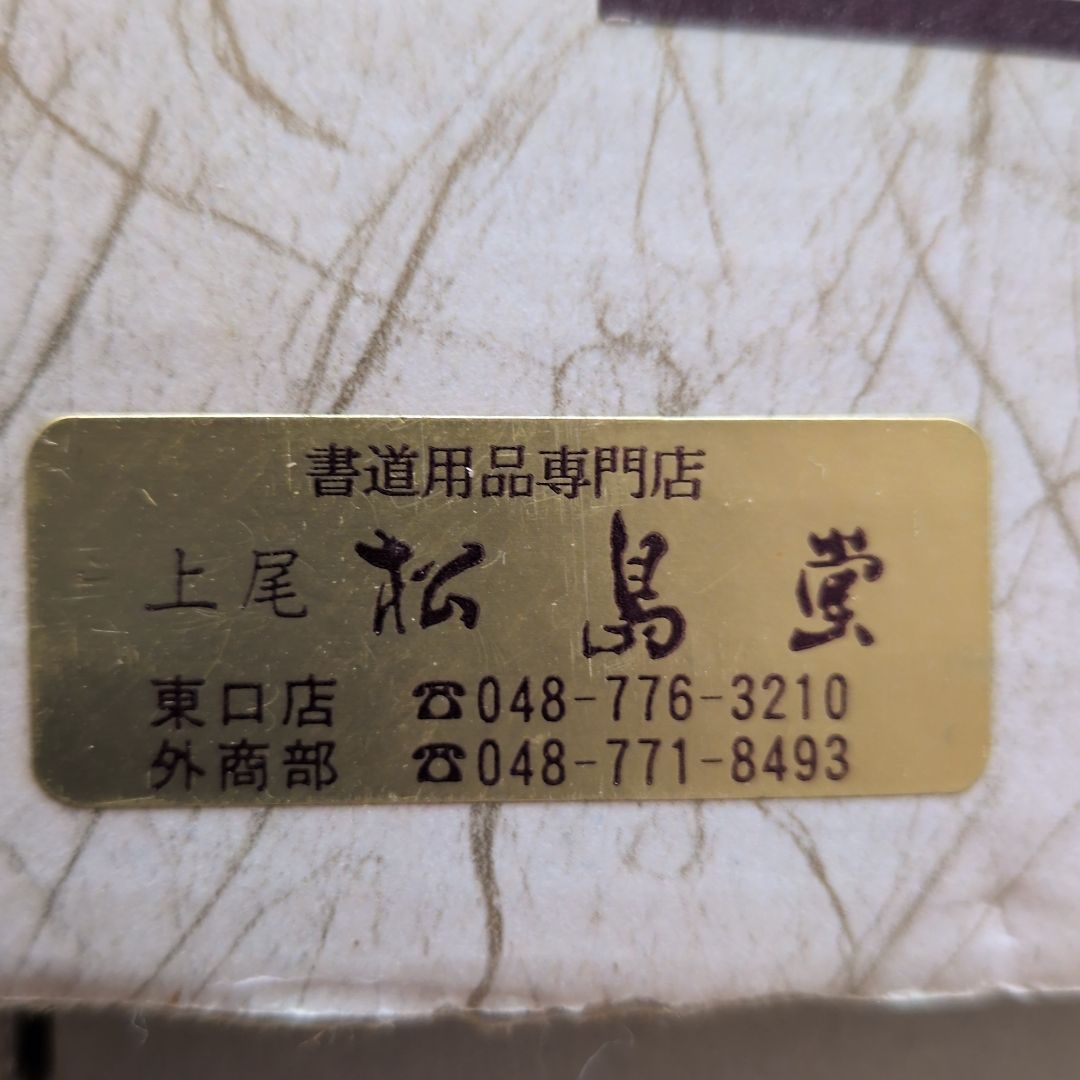 書道用品専門店
上尾 松島堂
東口店 ☎048-776-3210
外商部 ☎048-771-8493